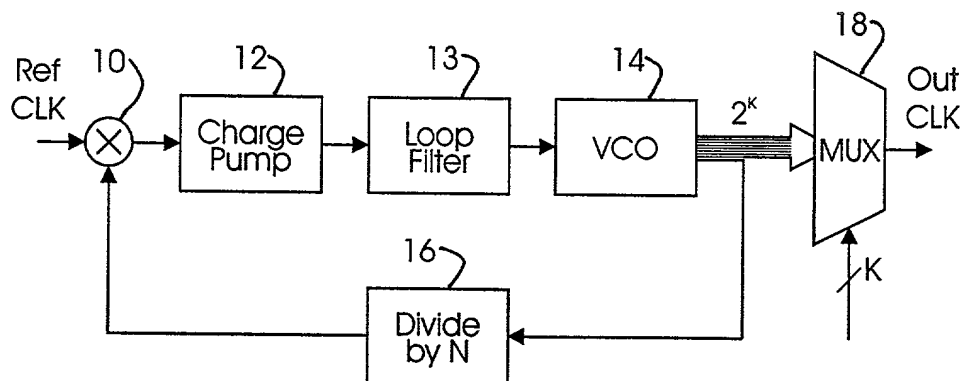 Ref
CLK
10
12
13
14
18
Out
CLK
Charge
Pump
Loop
Filter
VCO
2^K
MUX
16
K
Divide
by N